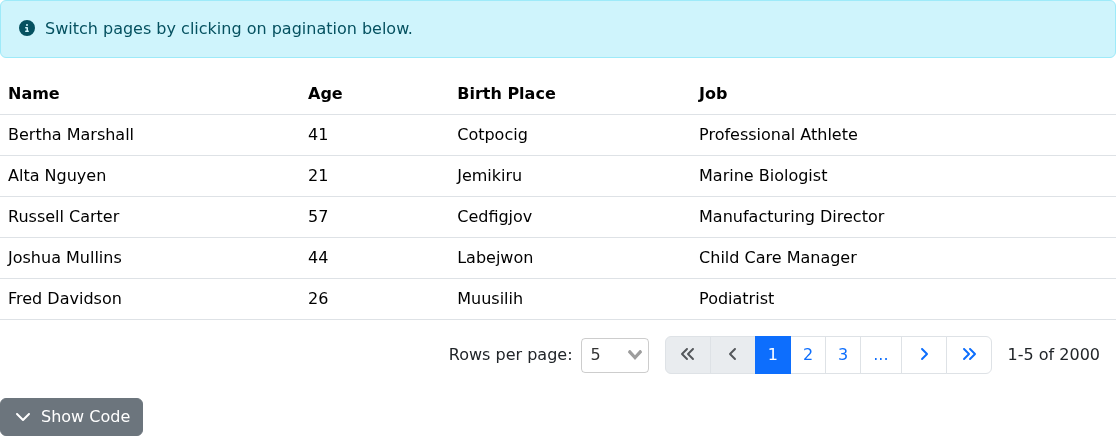 Switch pages by clicking on pagination below.
Name Age Birth Place Job
Bertha Marshall 41 Cotpocig Professional Athlete
Alta Nguyen 21 Jemikiru Marine Biologist
Russell Carter 57 Cedfigjov Manufacturing Director
Joshua Mullins 44 Labejwon Child Care Manager
Fred Davidson 26 Muusilih Podiatrist
Rows per page: 5 1 2 3 ... 1-5 of 2000
Show Code